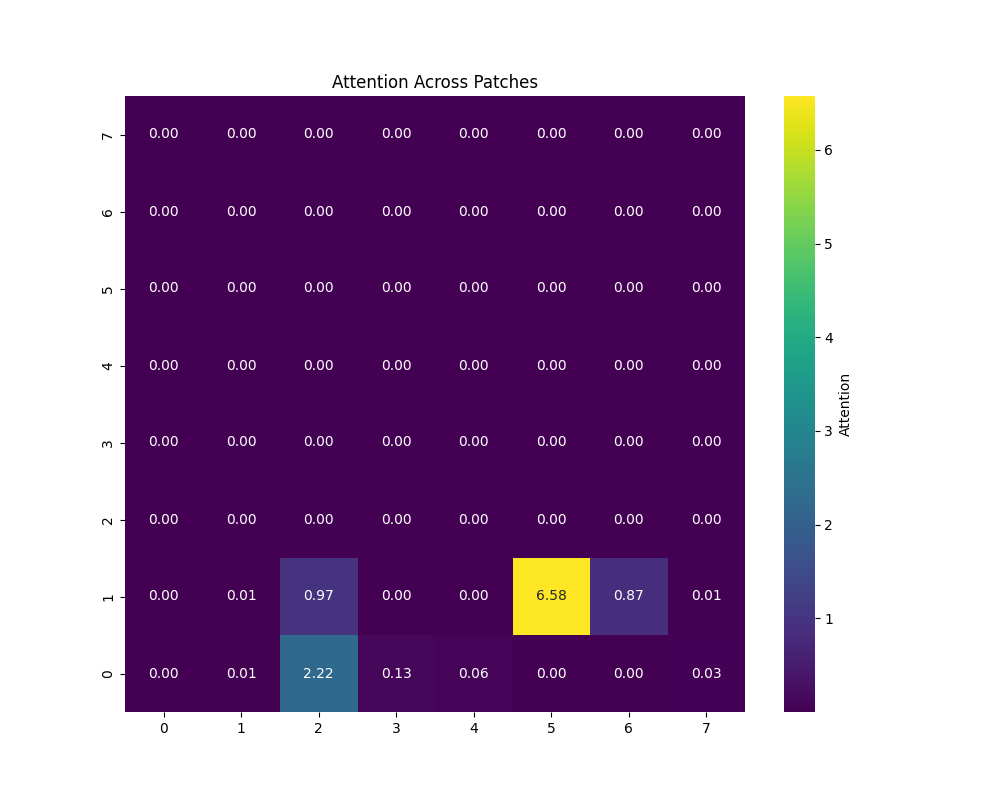 Attention Across Patches
7 0.00 0.00 0.00 0.00 0.00 0.00 0.00 0.00
6 0.00 0.00 0.00 0.00 0.00 0.00 0.00 0.00
5 0.00 0.00 0.00 0.00 0.00 0.00 0.00 0.00
4 0.00 0.00 0.00 0.00 0.00 0.00 0.00 0.00
3 0.00 0.00 0.00 0.00 0.00 0.00 0.00 0.00
2 0.00 0.00 0.00 0.00 0.00 0.00 0.00 0.00
1 0.00 0.01 0.97 0.00 0.00 6.58 0.87 0.01
0 0.00 0.01 2.22 0.13 0.06 0.00 0.00 0.03
0 1 2 3 4 5 6 7
6
5
4
3
2
1
Attention